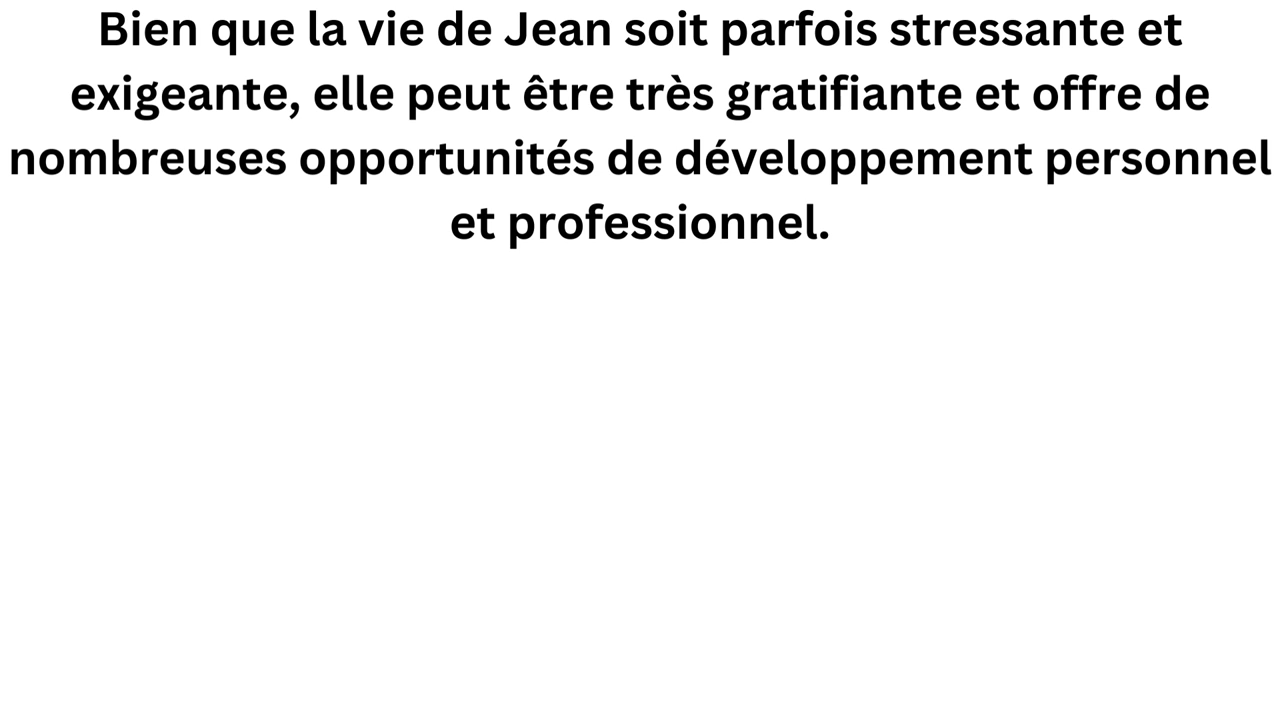 Bien que la vie de Jean soit parfois stressante et
exigeante, elle peut être très gratifiante et offre de
nombreuses opportunités de développement personnel
et professionnel.